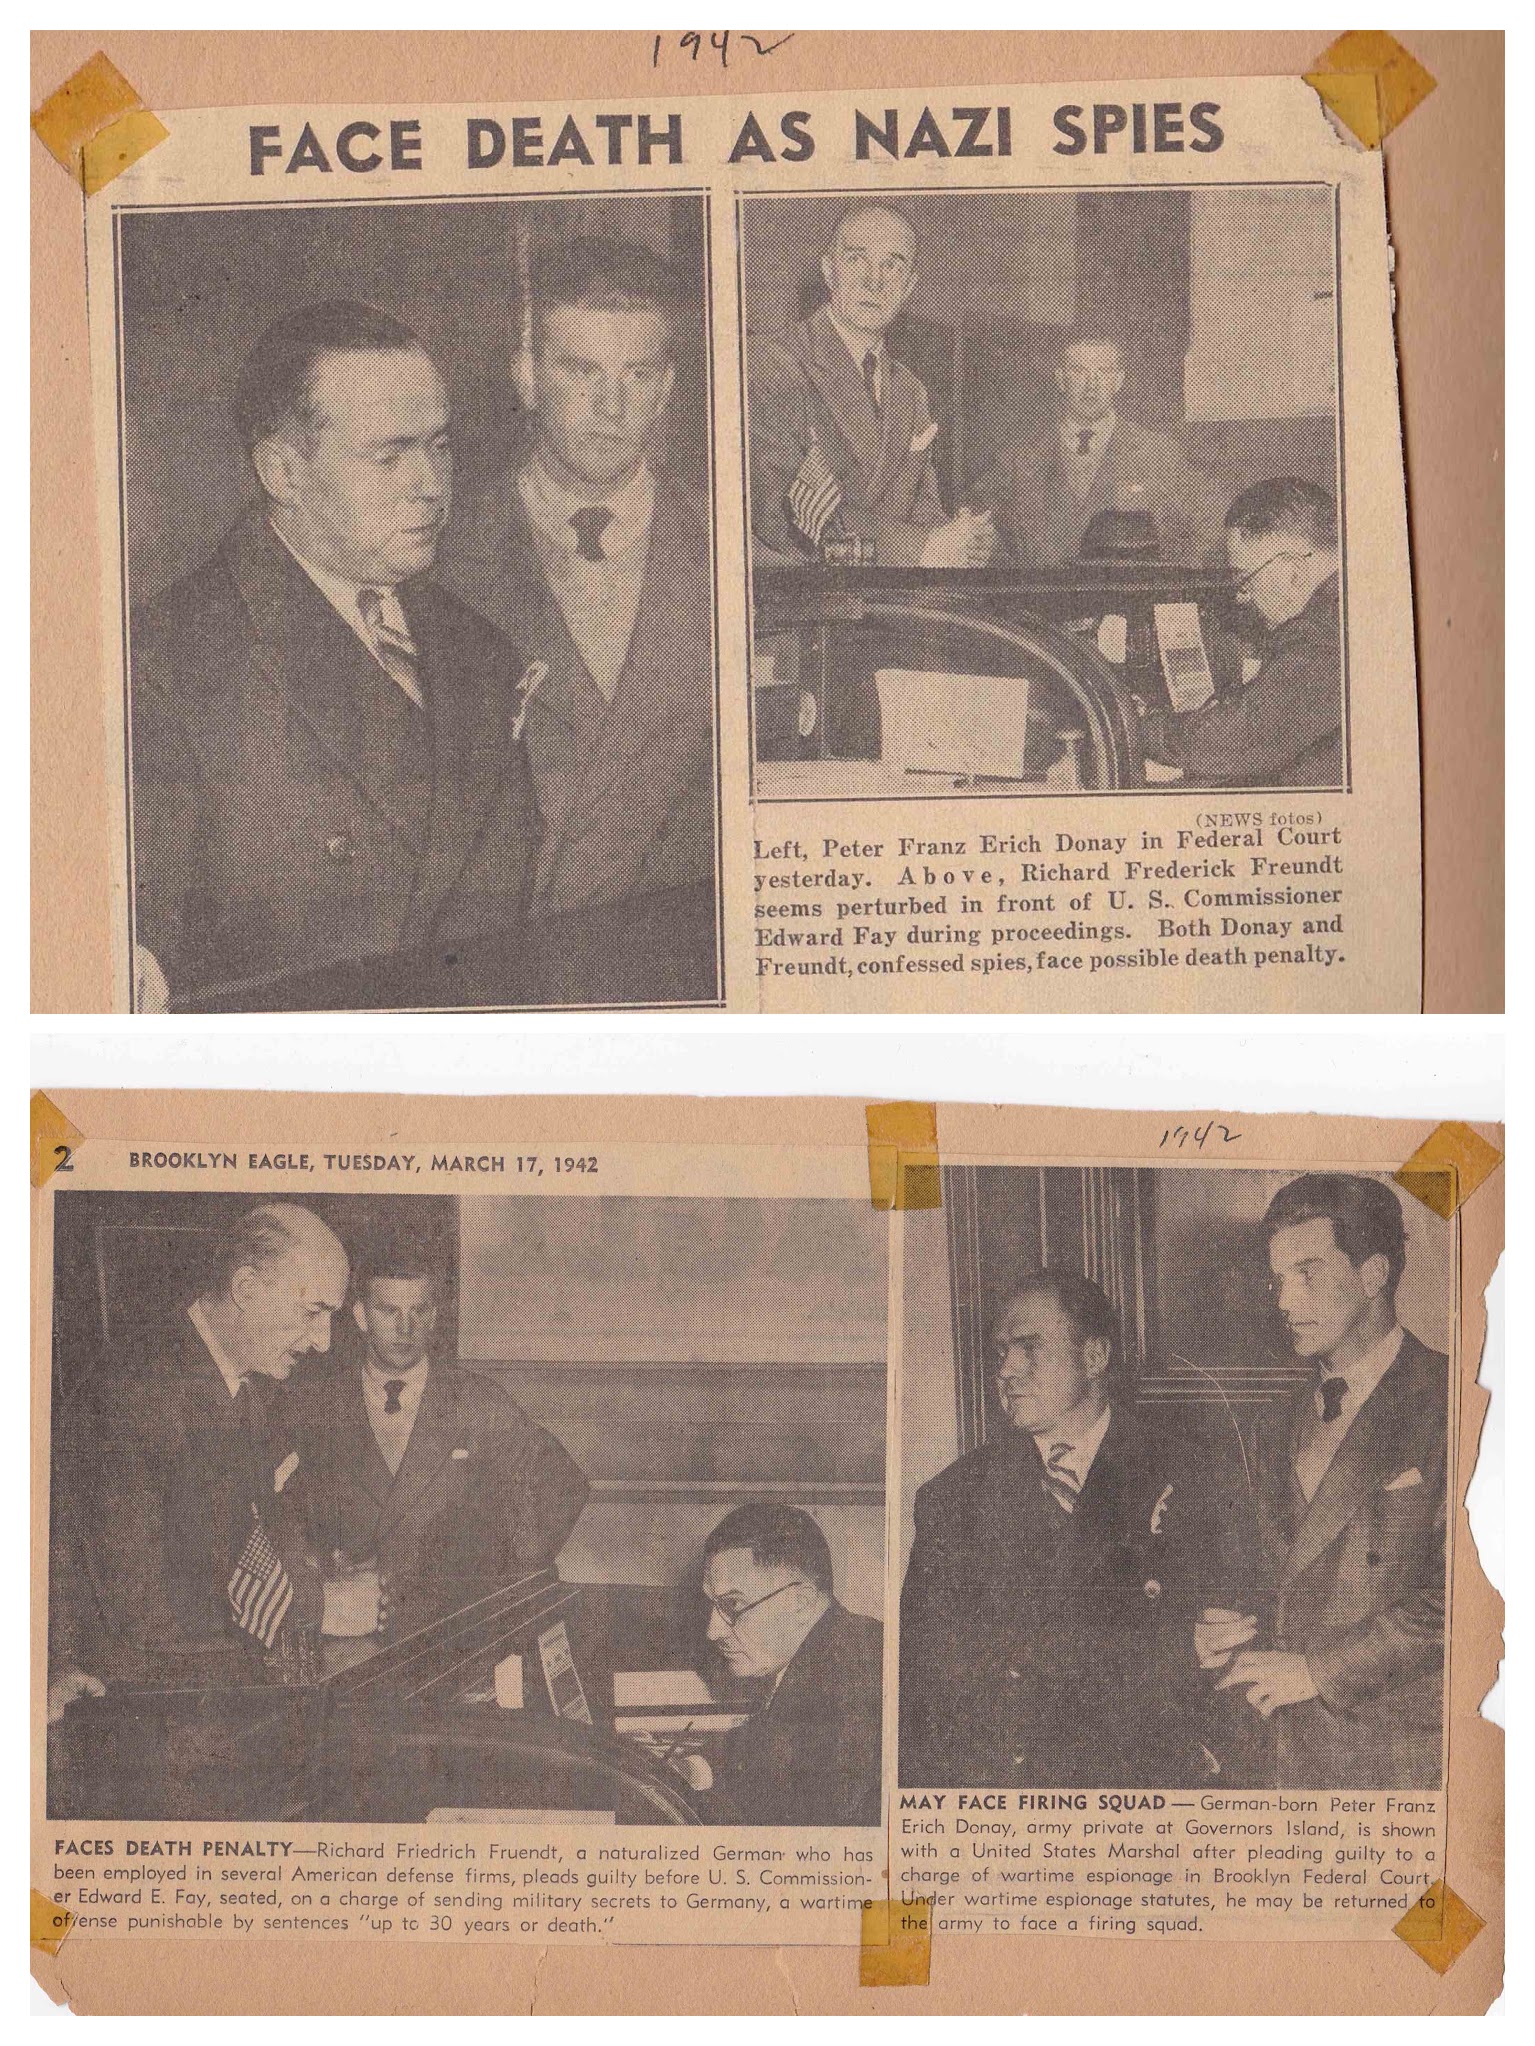 1942
FACE DEATH AS NAZI SPIES
(NEWS fotos)
Left, Peter Franz Erich Donay in Federal Court
yesterday. Above, Richard Frederick Freundt
seems perturbed in front of U. S. Commissioner
Edward Fay during proceedings. Both Donay and
Freundt, confessed spies, face possible death penalty.
2 BROOKLYN EAGLE, TUESDAY, MARCH 17, 1942
1942
FACES DEATH PENALTY—Richard Friedrich Fruendt, a naturalized German who has
been employed in several American defense firms, pleads guilty before U. S. Commission-
er Edward E. Fay, seated, on a charge of sending military secrets to Germany, a wartime
offense punishable by sentences "up to 30 years or death."
MAY FACE FIRING SQUAD — German-born Peter Franz
Erich Donay, army private at Governors Island, is shown
with a United States Marshal after pleading guilty to a
charge of wartime espionage in Brooklyn Federal Court.
Under wartime espionage statutes, he may be returned to
the army to face a firing squad.